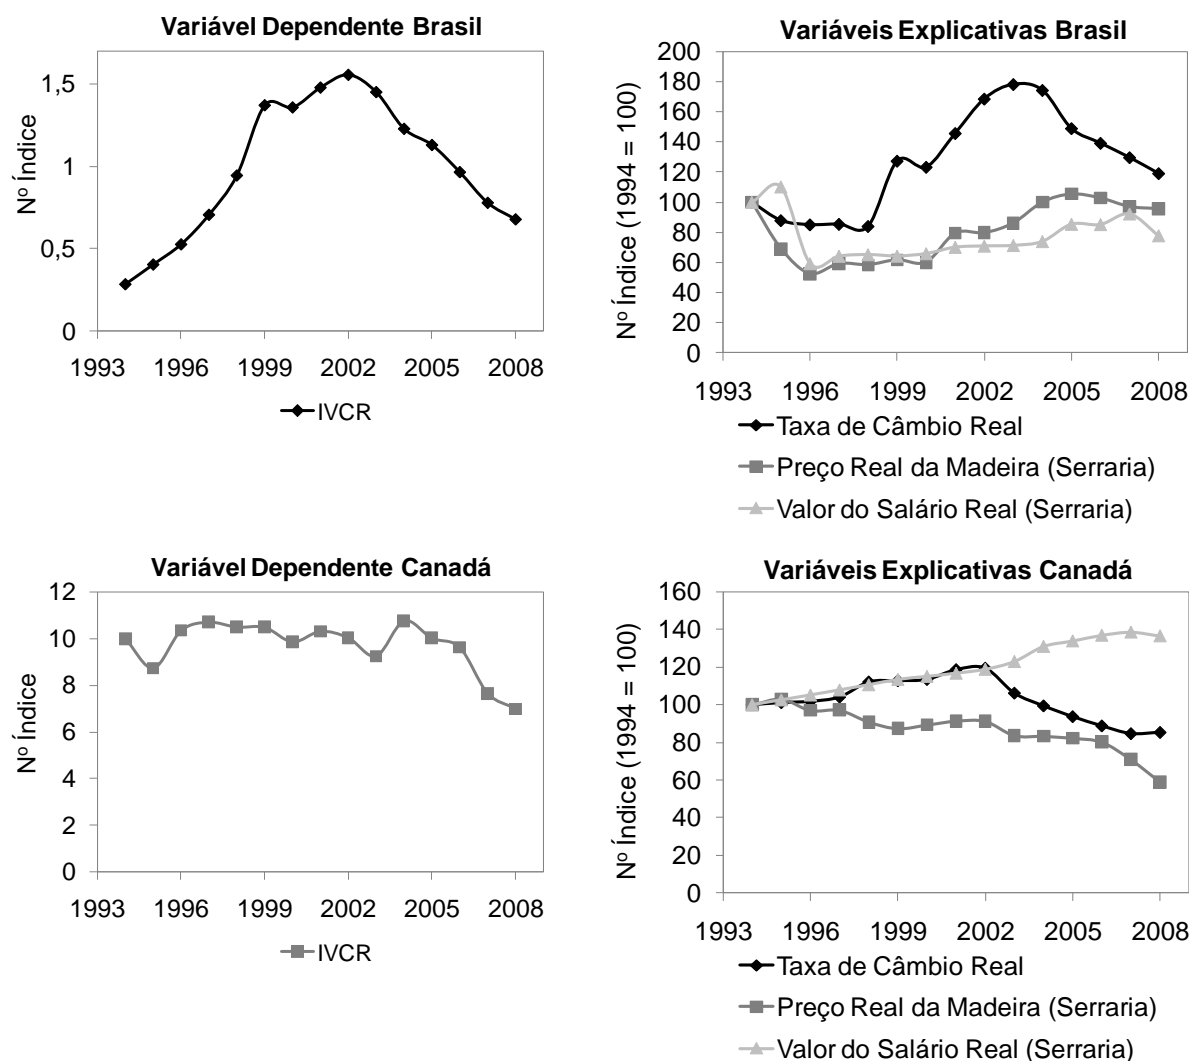 Variável Dependente Brasil
Nº Índice
1,5
1
0,5
0
1993 1996 1999 2002 2005 2008
IVCR
Variáveis Explicativas Brasil
Nº Índice (1994 = 100)
200
180
160
140
120
100
80
60
40
20
0
1993 1996 1999 2002 2005 2008
Taxa de Câmbio Real
Preço Real da Madeira (Serraria)
Valor do Salário Real (Serraria)
Variável Dependente Canadá
Nº Índice
12
10
8
6
4
2
0
1993 1996 1999 2002 2005 2008
IVCR
Variáveis Explicativas Canadá
Nº Índice (1994 = 100)
160
140
120
100
80
60
40
20
0
1993 1996 1999 2002 2005 2008
Taxa de Câmbio Real
Preço Real da Madeira (Serraria)
Valor do Salário Real (Serraria)